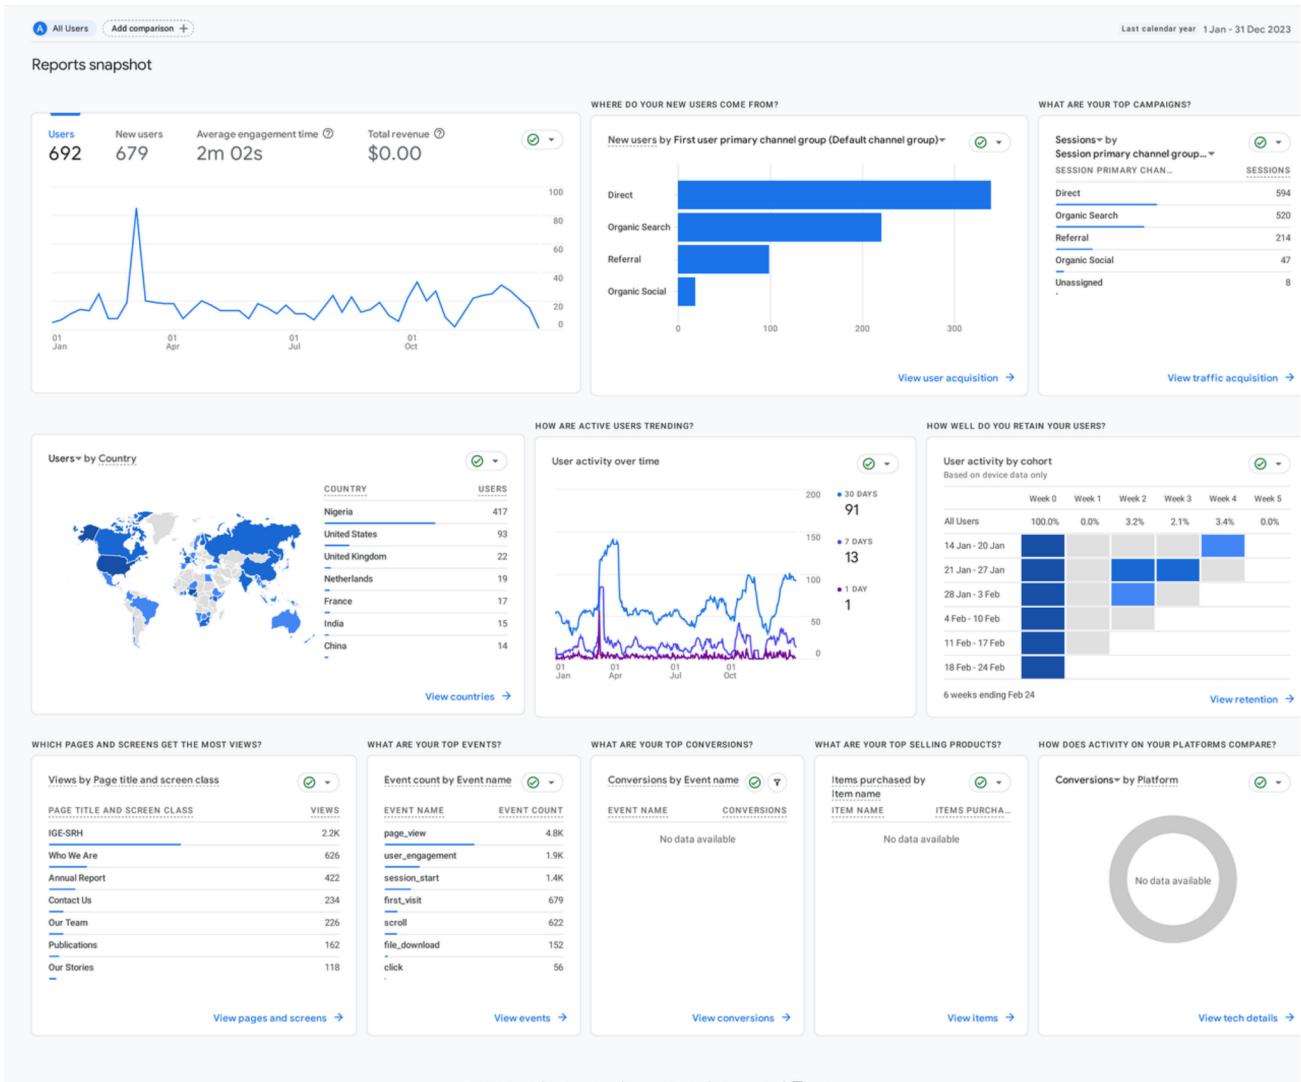 A All Users Add comparison +
Last calendar year 1 Jan - 31 Dec 2023
Reports snapshot
Users New users Average engagement time ? Total revenue ?
692 679 2m 02s $0.00
100
80
60
40
20
0
01 Jan 01 Apr 01 Jul 01 Oct
WHERE DO YOUR NEW USERS COME FROM?
New users by First user primary channel group (Default channel group)
Direct
Organic Search
Referral
Organic Social
0 100 200 300
View user acquisition
WHAT ARE YOUR TOP CAMPAIGNS?
Sessions by
Session primary channel group...
SESSION PRIMARY CHAN... SESSIONS
Direct 594
Organic Search 520
Referral 214
Organic Social 47
Unassigned 8
View traffic acquisition
Users by Country
COUNTRY USERS
Nigeria 417
United States 93
United Kingdom 22
Netherlands 19
France 17
India 15
China 14
View countries
HOW ARE ACTIVE USERS TRENDING?
User activity over time
200
150
100
50
0
01 Jan 01 Apr 01 Jul 01 Oct
30 DAYS
91
7 DAYS
13
1 DAY
1
HOW WELL DO YOU RETAIN YOUR USERS?
User activity by cohort
Based on device data only
Week 0 Week 1 Week 2 Week 3 Week 4 Week 5
All Users 100.0% 0.0% 3.2% 2.1% 3.4% 0.0%
14 Jan - 20 Jan
21 Jan - 27 Jan
28 Jan - 3 Feb
4 Feb - 10 Feb
11 Feb - 17 Feb
18 Feb - 24 Feb
6 weeks ending Feb 24
View retention
WHICH PAGES AND SCREENS GET THE MOST VIEWS?
Views by Page title and screen class
PAGE TITLE AND SCREEN CLASS VIEWS
IGE-SRH 2.2K
Who We Are 626
Annual Report 422
Contact Us 234
Our Team 226
Publications 162
Our Stories 118
View pages and screens
WHAT ARE YOUR TOP EVENTS?
Event count by Event name
EVENT NAME EVENT COUNT
page_view 4.8K
user_engagement 1.9K
session_start 1.4K
first_visit 679
scroll 622
file_download 152
click 56
View events
WHAT ARE YOUR TOP CONVERSIONS?
Conversions by Event name
EVENT NAME CONVERSIONS
No data available
View conversions
WHAT ARE YOUR TOP SELLING PRODUCTS?
Items purchased by
Item name
ITEM NAME ITEMS PURCHA...
No data available
View items
HOW DOES ACTIVITY ON YOUR PLATFORMS COMPARE?
Conversions by Platform
No data available
View tech details